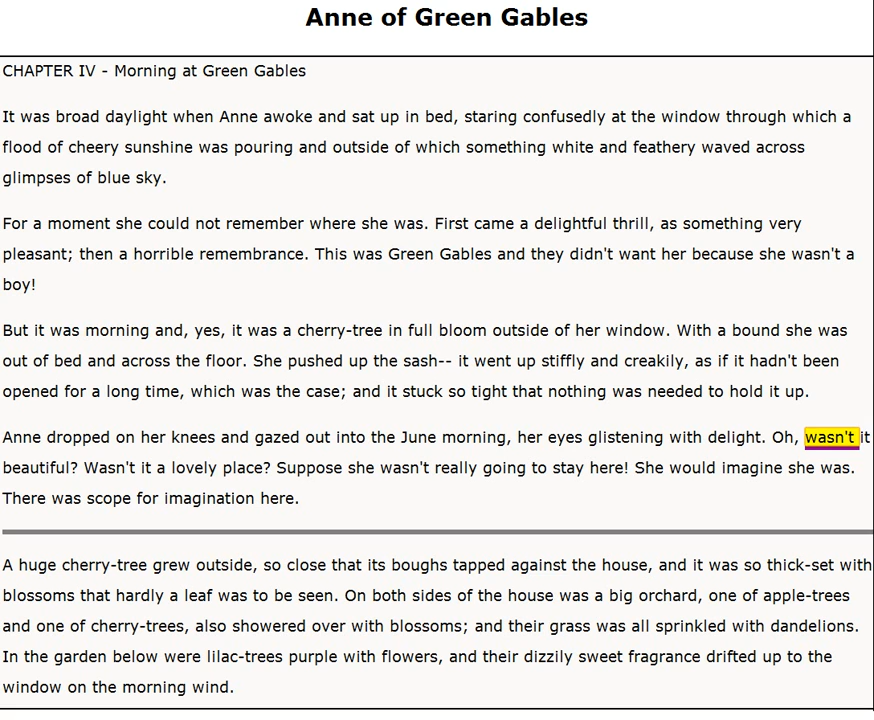 Anne of Green Gables
CHAPTER IV - Morning at Green Gables
It was broad daylight when Anne awoke and sat up in bed, staring confusedly at the window through which a
flood of cheery sunshine was pouring and outside of which something white and feathery waved across
glimpses of blue sky.
For a moment she could not remember where she was. First came a delightful thrill, as something very
pleasant; then a horrible remembrance. This was Green Gables and they didn't want her because she wasn't a
boy!
But it was morning and, yes, it was a cherry-tree in full bloom outside of her window. With a bound she was
out of bed and across the floor. She pushed up the sash-- it went up stiffly and creakily, as if it hadn't been
opened for a long time, which was the case; and it stuck so tight that nothing was needed to hold it up.
Anne dropped on her knees and gazed out into the June morning, her eyes glistening with delight. Oh, wasn't it
beautiful? Wasn't it a lovely place? Suppose she wasn't really going to stay here! She would imagine she was.
There was scope for imagination here.
A huge cherry-tree grew outside, so close that its boughs tapped against the house, and it was so thick-set with
blossoms that hardly a leaf was to be seen. On both sides of the house was a big orchard, one of apple-trees
and one of cherry-trees, also showered over with blossoms; and their grass was all sprinkled with dandelions.
In the garden below were lilac-trees purple with flowers, and their dizzily sweet fragrance drifted up to the
window on the morning wind.